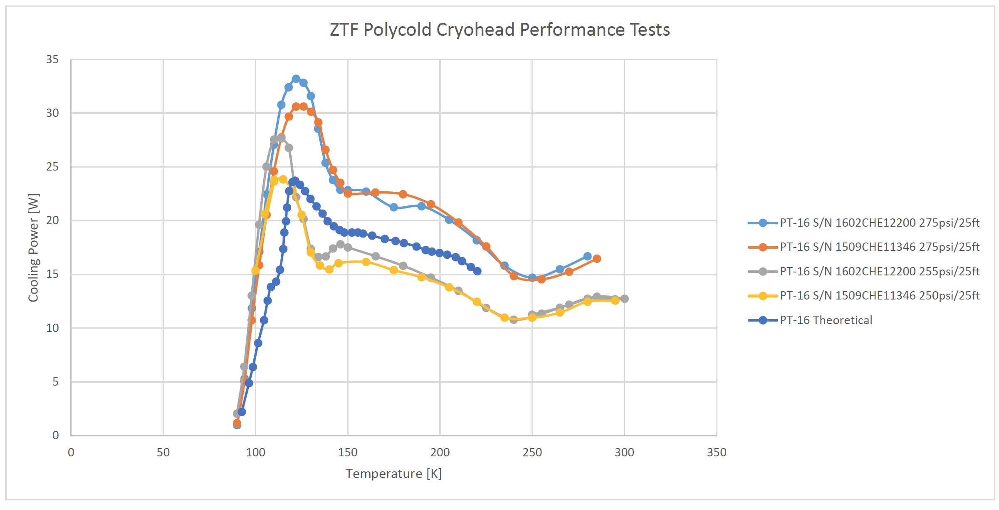 ZTF Polycold Cryohead Performance Tests
35
30
25
20
15
10
5
0
Cooling Power [W]
0 50 100 150 200 250 300 350
Temperature [K]
PT-16 S/N 1602CHE12200 275psi/25ft
PT-16 S/N 1509CHE11346 275psi/25ft
PT-16 S/N 1602CHE12200 255psi/25ft
PT-16 S/N 1509CHE11346 250psi/25ft
PT-16 Theoretical